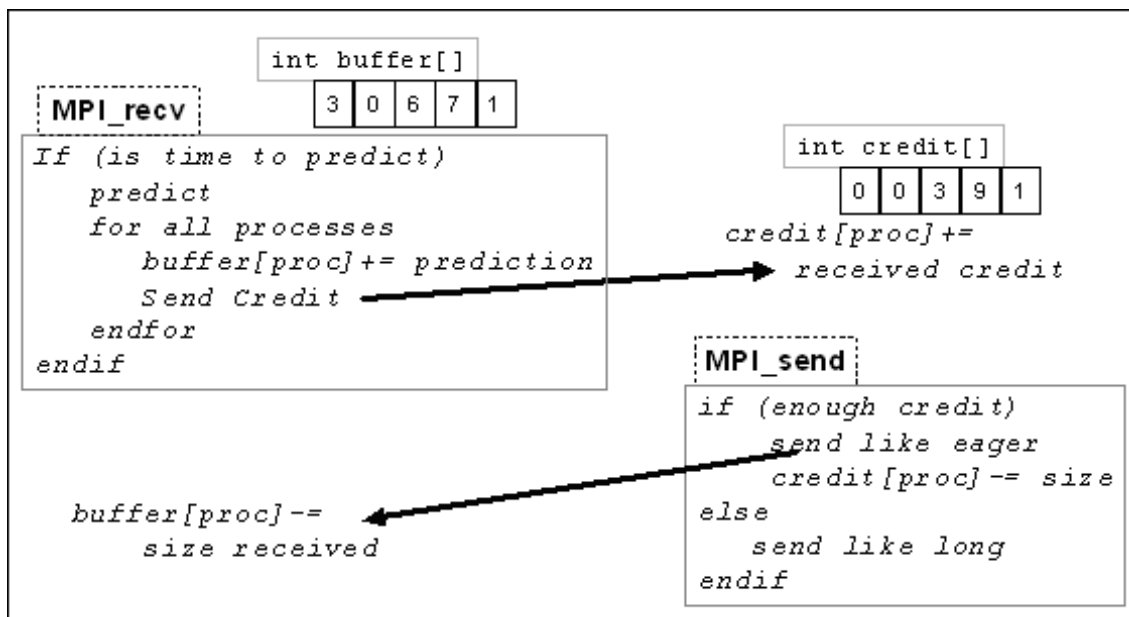 int buffer[]
3 0 6 7 1
MPI_recv
If (is time to predict)
predict
for all processes
buffer[proc]+= prediction
Send Credit
endfor
endif
int credit[]
0 0 3 9 1
credit[proc]+=
received credit
MPI_send
if (enough credit)
send like eager
credit[proc]-= size
else
send like long
endif
buffer[proc]-=
size received